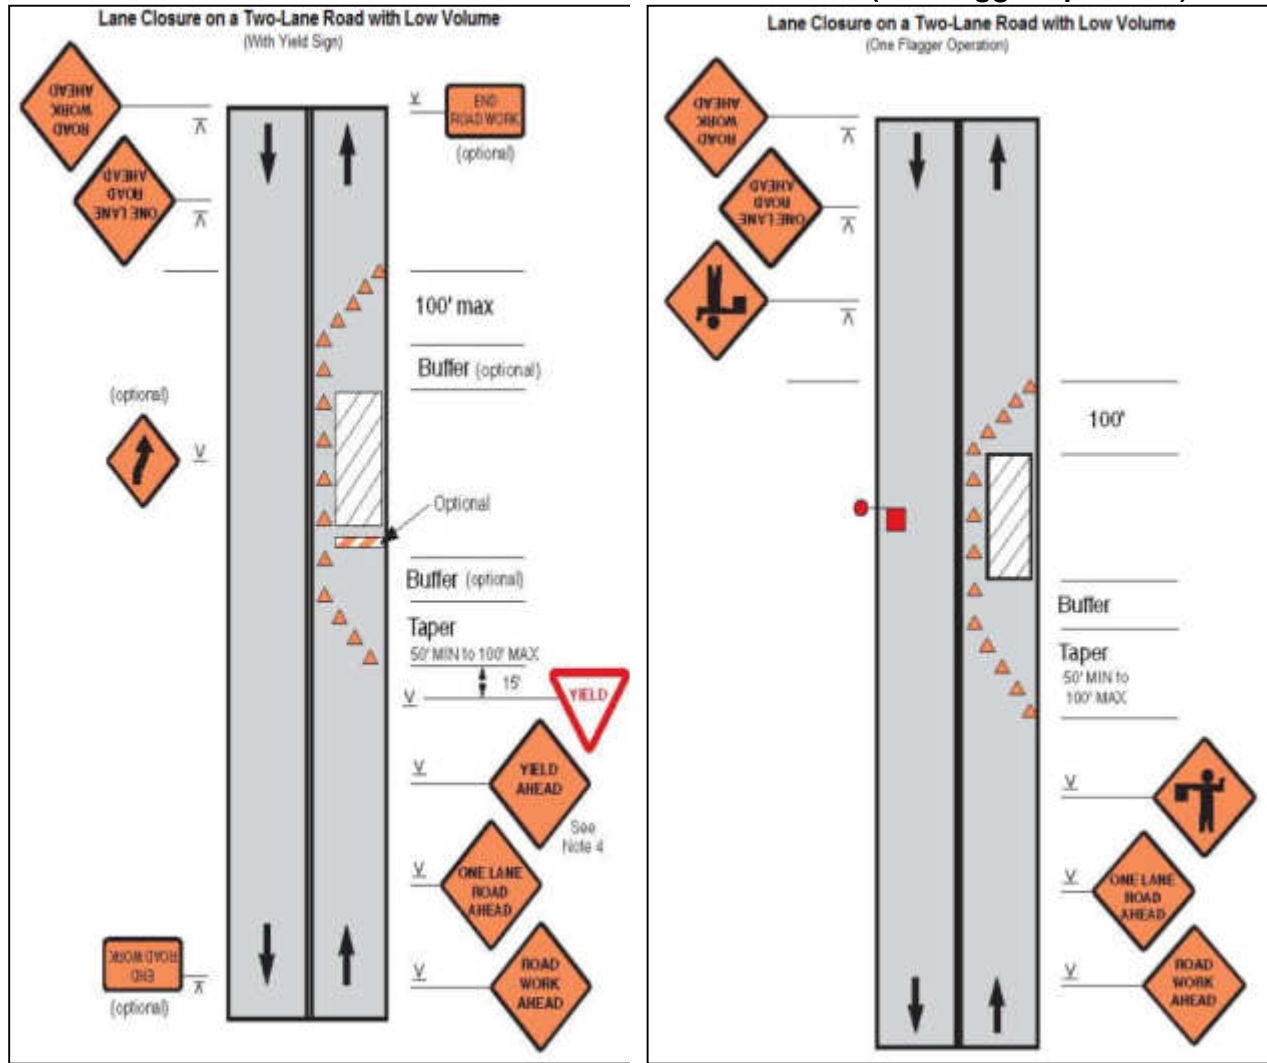 Lane Closure on a Two-Lane Road with Low Volume
(With Yield Sign)
ROAD
WORK
AHEAD
END
ROAD WORK
(optional)
ONE LANE
ROAD
AHEAD
100' max
Buffer (optional)
(optional)
Optional
Buffer (optional)
Taper
50' MIN to 100' MAX
15'
YIELD
YIELD
AHEAD
See
Note 4
ONE LANE
ROAD
AHEAD
END
ROAD WORK
(optional)
ROAD
WORK
AHEAD
Lane Closure on a Two-Lane Road with Low Volume
(One Flagger Operation)
ROAD
WORK
AHEAD
ONE LANE
ROAD
AHEAD
100'
Buffer
Taper
50' MIN to
100' MAX
ONE LANE
ROAD
AHEAD
ROAD
WORK
AHEAD